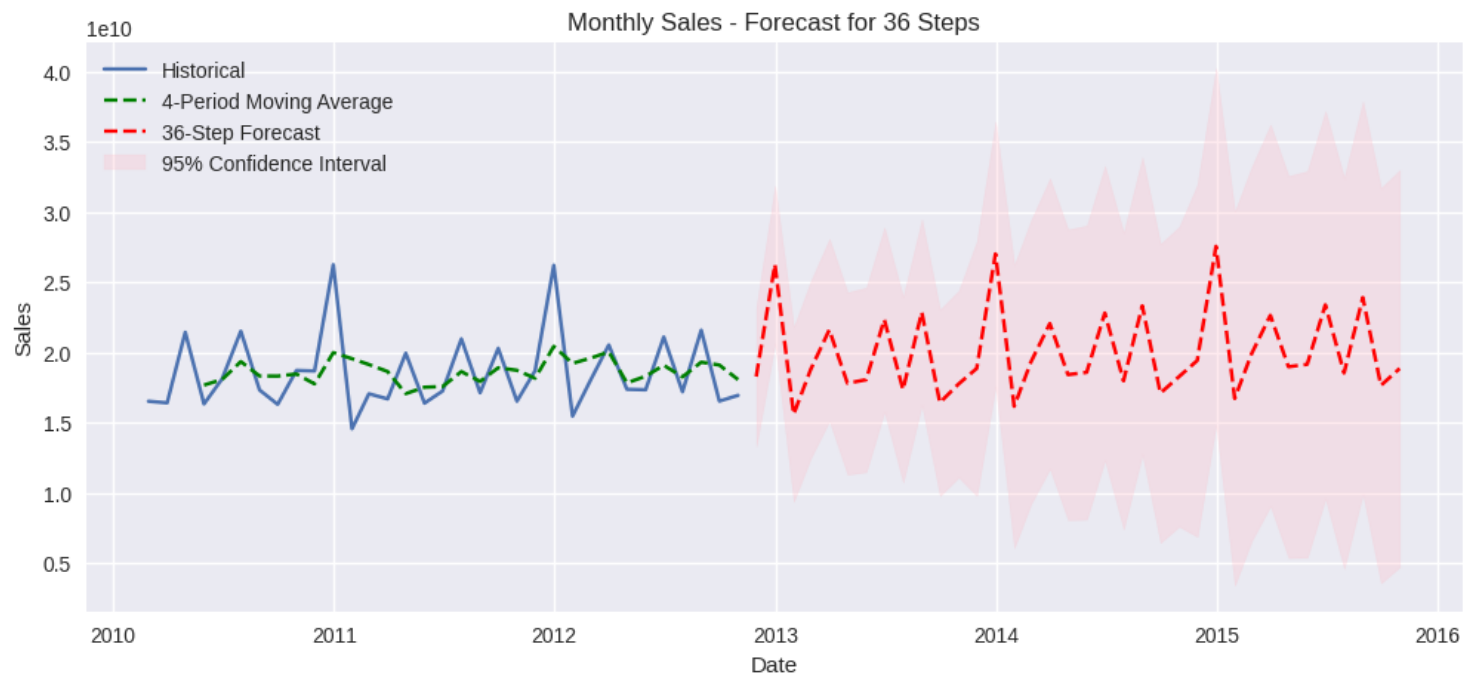 Monthly Sales - Forecast for 36 Steps
1e10
Historical
4-Period Moving Average
36-Step Forecast
95% Confidence Interval
4.0
3.5
3.0
2.5
2.0
1.5
1.0
0.5
Sales
2010 2011 2012 2013 2014 2015 2016
Date